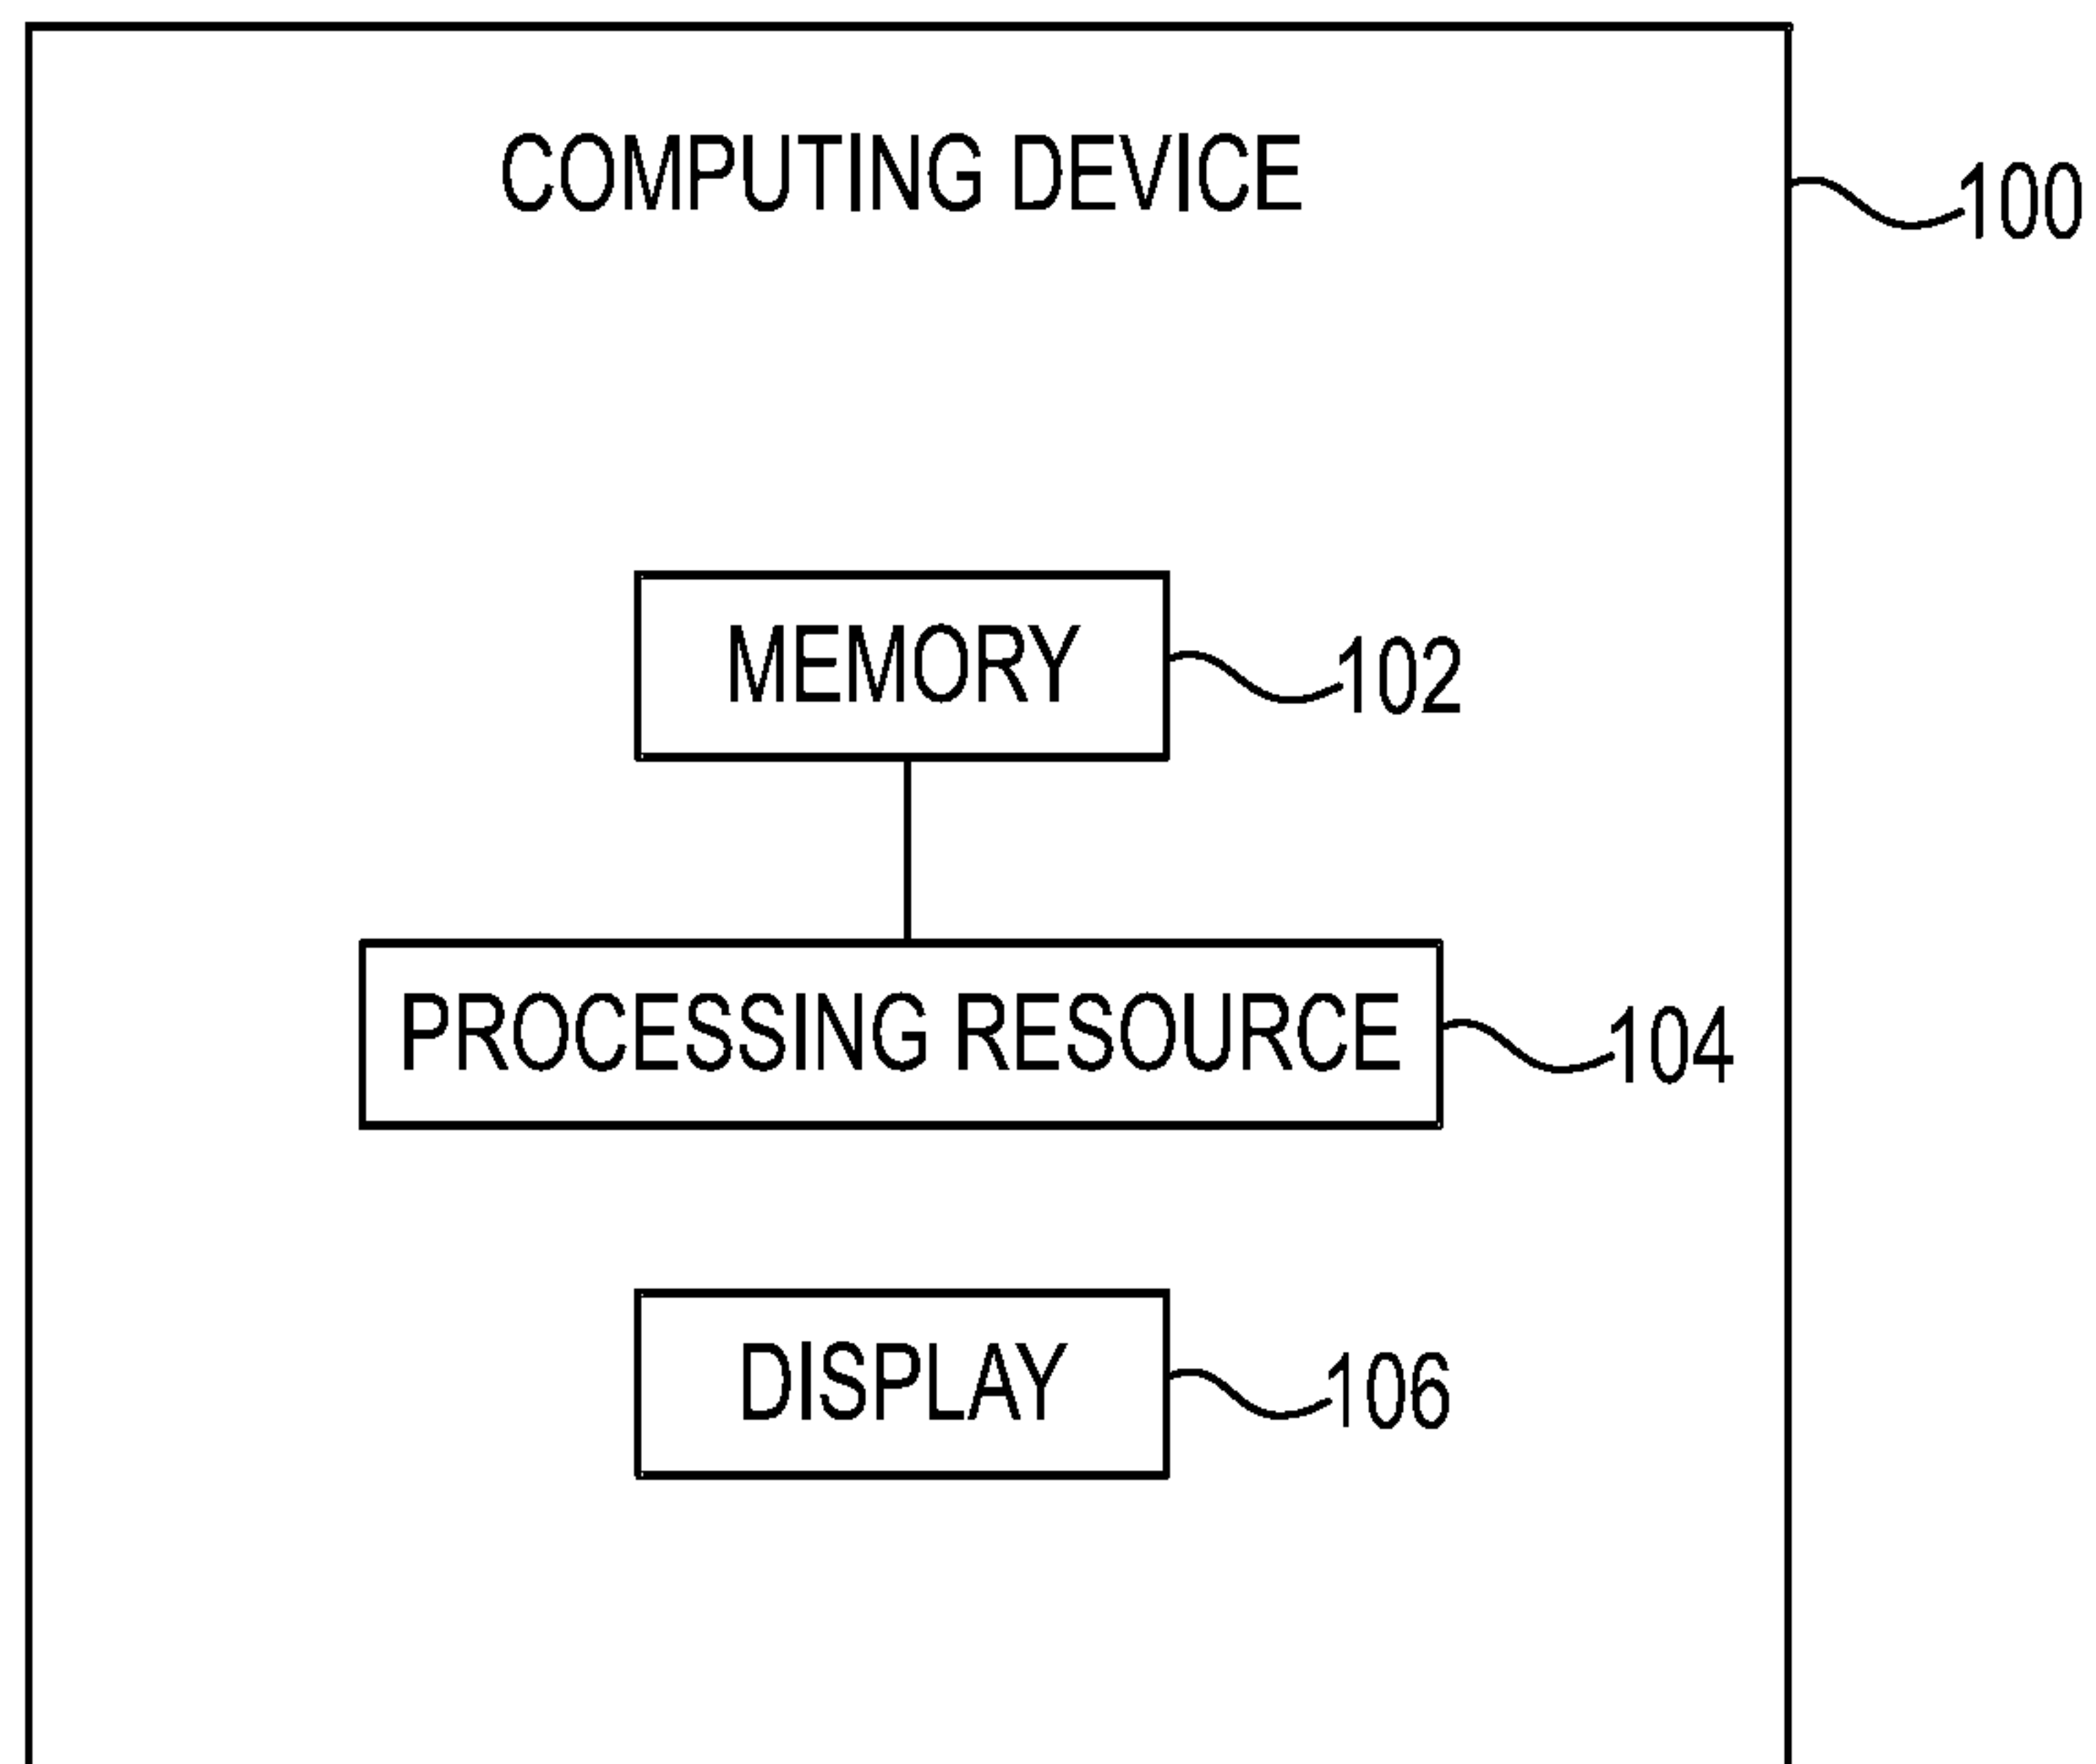 COMPUTING DEVICE
100
MEMORY
102
PROCESSING RESOURCE
104
DISPLAY
106